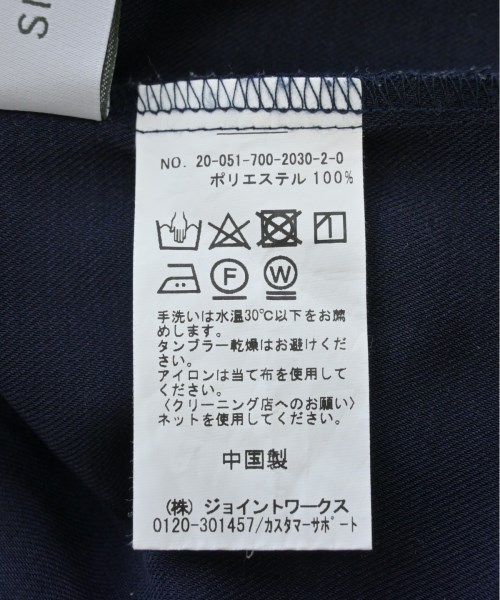 SI
NO. 20-051-700-2030-2-0
ポリエステル 100%
F W
手洗いは水温30℃以下をお薦
めします。
タンブラー乾燥はお避けくだ
さい。
アイロンは当て布を使用して
ください。
〈クリーニング店へのお願い〉
ネットを使用してください。
中国製
(株) ジョイントワークス
0120-301457/カスタマーサポート